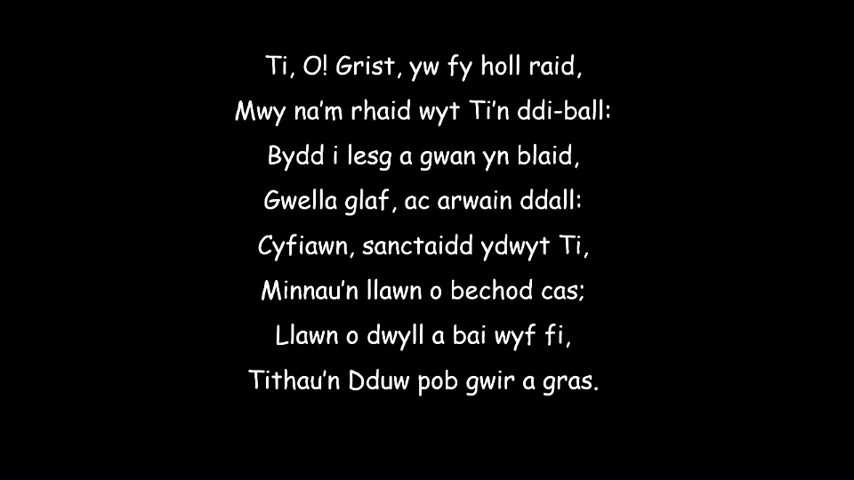 Ti, O! Grist, yw fy holl raid,
Mwy na’m rhaid wyt Ti’n ddi-ball:
Bydd i lesg a gwan yn blaid,
Gwella glaf, ac arwain ddall:
Cyfiawn, sanctaidd ydwyt Ti,
Minnau’n llawn o bechod cas;
Llawn o dwyll a bai wyf fi,
Tithau’n Dduw pob gwir a gras.